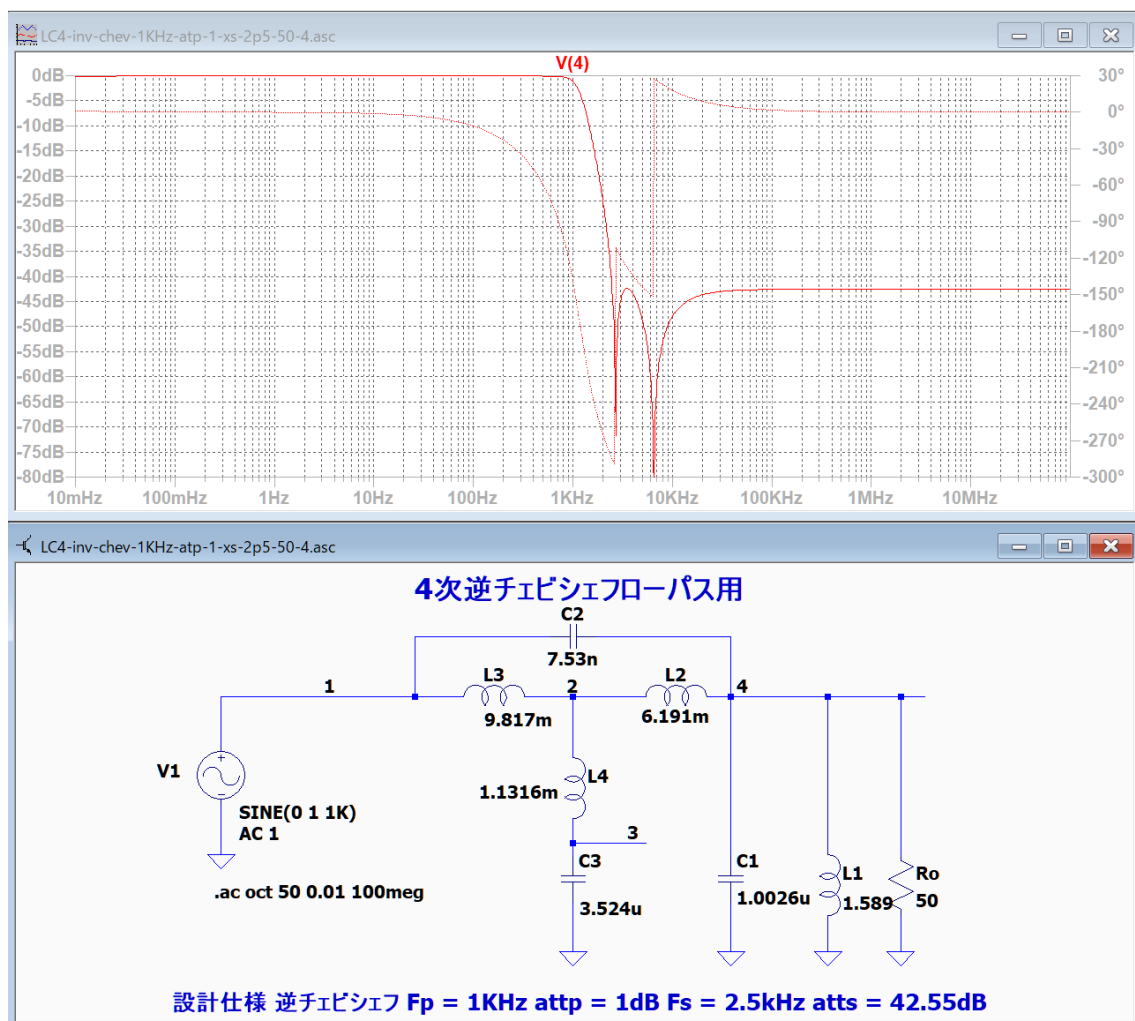 LC4-inv-chev-1KHz-atp-1-xs-2p5-50-4.asc
V(4)
0dB
-5dB
-10dB
-15dB
-20dB
-25dB
-30dB
-35dB
-40dB
-45dB
-50dB
-55dB
-60dB
-65dB
-70dB
-75dB
-80dB
30°
0°
-30°
-60°
-90°
-120°
-150°
-180°
-210°
-240°
-270°
-300°
10mHz 100mHz 1Hz 10Hz 100Hz 1KHz 10KHz 100KHz 1MHz 10MHz
LC4-inv-chev-1KHz-atp-1-xs-2p5-50-4.asc
4次逆チェビシェフローパス用
C2
7.53n
1
L3
9.817m
2
L2
6.191m
4
V1
SINE(0 1 1K)
AC 1
L4
1.1316m
3
C3
3.524u
C1
1.0026u
L1
1.589
Ro
50
.ac oct 50 0.01 100meg
設計仕様 逆チェビシェフ Fp = 1KHz attp = 1dB Fs = 2.5kHz atts = 42.55dB